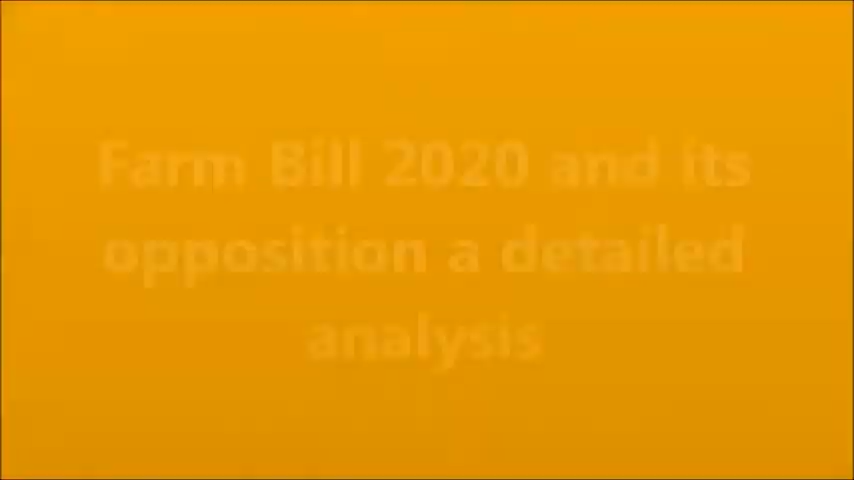 Farm Bill 2020 and its
opposition a detailed
analysis